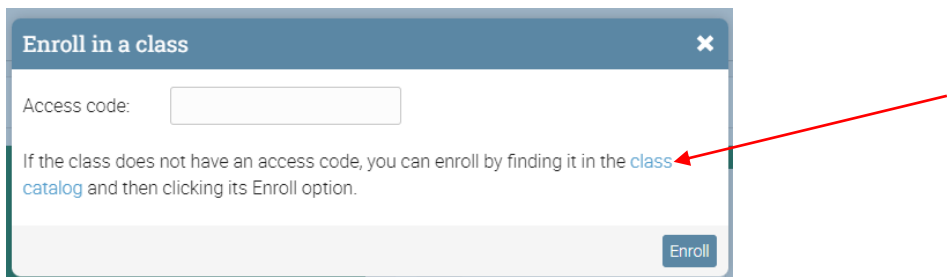 Enroll in a class
Access code:
If the class does not have an access code, you can enroll by finding it in the class
catalog and then clicking its Enroll option.
Enroll